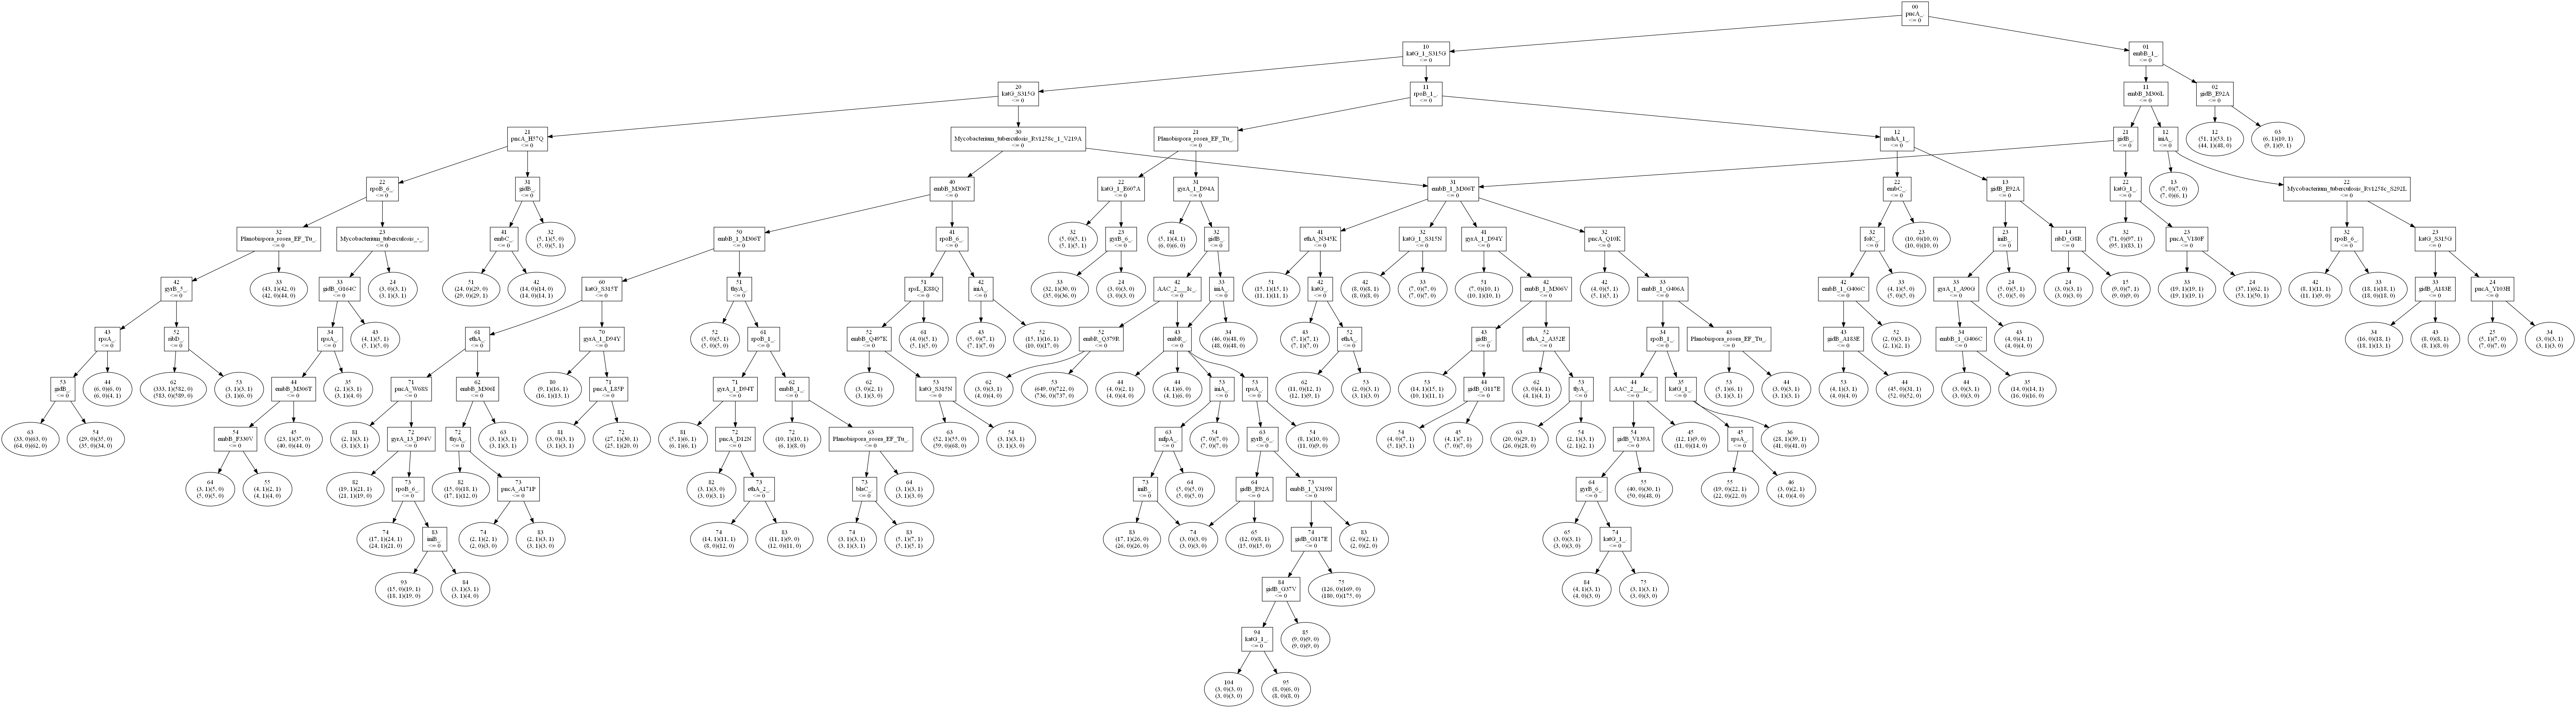 00
pncA_.
<= 0
10
katG_1_S315G
<= 0
01
embB_1_.
<= 0
20
katG_S315G
<= 0
11
rpoB_1_.
<= 0
11
embB_M306L
<= 0
02
gidB_E92A
<= 0
21
pncA_H57Q
<= 0
30
Mycobacterium_tuberculosis_Rv1258c_1_V219A
<= 0
21
Planobispora_rosea_EF_Tu_.
<= 0
12
mshA_1_.
<= 0
21
gidB_.
<= 0
12
iniA_.
<= 0
12
(51, 1)(53, 1)
(44, 1)(48, 0)
03
(6, 1)(10, 1)
(9, 1)(9, 1)
22
rpoB_6_.
<= 0
31
gidB_.
<= 0
40
embB_M306T
<= 0
22
katG_1_E607A
<= 0
31
gyrA_1_D94A
<= 0
31
embB_1_M306T
<= 0
22
embC_.
<= 0
13
gidB_E92A
<= 0
22
katG_1_.
<= 0
13
(7, 0)(7, 0)
(7, 0)(6, 1)
22
Mycobacterium_tuberculosis_Rv1258c_S292L
<= 0
32
Planobispora_rosea_EF_Tu_.
<= 0
23
Mycobacterium_tuberculosis_-_.
<= 0
41
embC_.
<= 0
32
(5, 1)(5, 0)
(5, 0)(5, 1)
50
embB_1_M306T
<= 0
41
rpoB_6_.
<= 0
32
(5, 0)(5, 1)
(5, 1)(5, 1)
23
gyrB_6_.
<= 0
41
(5, 1)(4, 1)
(6, 0)(6, 0)
32
gidB_.
<= 0
41
ethA_N345K
<= 0
32
katG_1_S315N
<= 0
41
gyrA_1_D94Y
<= 0
32
pncA_Q10K
<= 0
32
folC_.
<= 0
23
(10, 0)(10, 0)
(10, 0)(10, 0)
23
iniB_.
<= 0
14
ribD_G8R
<= 0
32
(71, 0)(97, 1)
(95, 1)(83, 1)
23
pncA_V180F
<= 0
32
rpoB_6_.
<= 0
23
katG_S315G
<= 0
42
gyrB_5_.
<= 0
33
(43, 1)(42, 0)
(42, 0)(44, 0)
33
gidB_G164C
<= 0
24
(3, 0)(3, 1)
(3, 1)(3, 1)
51
(24, 0)(29, 0)
(29, 0)(29, 1)
42
(14, 0)(14, 0)
(14, 0)(14, 1)
60
katG_S315T
<= 0
51
thyA_.
<= 0
51
rpsL_K88Q
<= 0
42
iniA_.
<= 0
33
(32, 1)(30, 0)
(35, 0)(36, 0)
24
(3, 0)(3, 0)
(3, 0)(3, 0)
42
AAC_2___Ic_.
<= 0
33
iniA_.
<= 0
51
(15, 1)(15, 1)
(11, 1)(11, 1)
42
katG_.
<= 0
42
(8, 0)(8, 1)
(8, 0)(8, 0)
33
(7, 0)(7, 0)
(7, 0)(7, 0)
51
(7, 0)(10, 1)
(10, 1)(10, 1)
42
embB_1_M306V
<= 0
42
(4, 0)(5, 1)
(5, 1)(5, 1)
33
embB_1_G406A
<= 0
42
embB_1_G406C
<= 0
33
(4, 1)(5, 0)
(5, 0)(5, 0)
33
gyrA_1_A90G
<= 0
24
(5, 0)(5, 1)
(5, 0)(5, 0)
24
(3, 0)(3, 1)
(3, 0)(3, 0)
15
(9, 0)(7, 1)
(9, 0)(9, 0)
33
(19, 1)(19, 1)
(19, 1)(19, 1)
24
(37, 1)(62, 1)
(53, 1)(50, 1)
42
(8, 1)(11, 1)
(11, 1)(9, 0)
33
(18, 1)(18, 1)
(18, 0)(18, 0)
33
gidB_A183E
<= 0
24
pncA_Y103H
<= 0
43
rpsA_.
<= 0
52
ribD_.
<= 0
34
rpsA_.
<= 0
43
(4, 1)(5, 1)
(5, 1)(5, 0)
61
ethA_.
<= 0
70
gyrA_1_D94Y
<= 0
52
(5, 0)(5, 1)
(5, 0)(5, 0)
61
rpoB_1_.
<= 0
52
embB_Q497K
<= 0
61
(4, 0)(5, 1)
(5, 1)(5, 0)
43
(5, 0)(7, 1)
(7, 1)(7, 0)
52
(15, 1)(16, 1)
(10, 0)(17, 0)
52
embR_Q379R
<= 0
43
embR_.
<= 0
34
(46, 0)(48, 0)
(48, 0)(48, 0)
43
(7, 1)(7, 1)
(7, 1)(7, 0)
52
ethA_.
<= 0
43
gidB_.
<= 0
52
ethA_2_A352E
<= 0
34
rpoB_1_.
<= 0
43
Planobispora_rosea_EF_Tu_.
<= 0
43
gidB_A183E
<= 0
52
(2, 0)(3, 1)
(2, 1)(2, 1)
34
embB_1_G406C
<= 0
43
(4, 0)(4, 1)
(4, 0)(4, 0)
34
(16, 0)(18, 1)
(18, 1)(13, 1)
43
(8, 0)(8, 1)
(8, 1)(8, 0)
25
(5, 1)(7, 0)
(7, 0)(7, 0)
34
(3, 0)(3, 1)
(3, 1)(3, 0)
53
gidB_.
<= 0
44
(6, 0)(6, 0)
(6, 0)(4, 1)
62
(333, 1)(582, 0)
(583, 0)(589, 0)
53
(3, 1)(3, 1)
(3, 1)(6, 0)
44
embB_M306T
<= 0
35
(2, 1)(3, 1)
(3, 1)(4, 0)
71
pncA_W68S
<= 0
62
embB_M306I
<= 0
80
(9, 1)(16, 1)
(16, 1)(13, 1)
71
pncA_L85P
<= 0
71
gyrA_1_D94T
<= 0
62
embB_1_.
<= 0
62
(3, 0)(2, 1)
(3, 1)(3, 0)
53
katG_S315N
<= 0
62
(3, 0)(3, 1)
(4, 0)(4, 0)
53
(649, 0)(722, 0)
(736, 0)(737, 0)
44
(4, 0)(2, 1)
(4, 0)(4, 0)
44
(4, 1)(6, 0)
(4, 1)(6, 0)
53
iniA_.
<= 0
53
rpsA_.
<= 0
62
(11, 0)(12, 1)
(12, 1)(9, 1)
53
(2, 0)(3, 1)
(3, 1)(3, 0)
53
(14, 1)(15, 1)
(10, 1)(11, 1)
44
gidB_G117E
<= 0
62
(3, 0)(4, 1)
(4, 1)(4, 1)
53
thyA_.
<= 0
44
AAC_2___Ic_.
<= 0
35
katG_1_.
<= 0
53
(5, 1)(6, 1)
(3, 1)(3, 1)
44
(3, 0)(3, 1)
(3, 1)(3, 0)
53
(4, 1)(3, 1)
(4, 0)(4, 0)
44
(45, 0)(31, 1)
(52, 0)(52, 0)
44
(3, 0)(3, 0)
(3, 0)(3, 1)
35
(14, 0)(14, 1)
(16, 0)(16, 0)
63
(33, 0)(63, 0)
(64, 0)(62, 0)
54
(29, 0)(35, 0)
(35, 0)(34, 0)
54
embB_F330V
<= 0
45
(23, 1)(37, 0)
(40, 0)(44, 0)
81
(2, 1)(3, 1)
(3, 1)(3, 1)
72
gyrA_13_D94V
<= 0
72
thyA_.
<= 0
63
(3, 1)(3, 1)
(3, 1)(3, 1)
81
(3, 0)(3, 1)
(3, 1)(3, 1)
72
(27, 1)(30, 1)
(25, 1)(20, 0)
81
(5, 1)(6, 1)
(6, 1)(6, 1)
72
pncA_D12N
<= 0
72
(10, 1)(10, 1)
(6, 1)(8, 0)
63
Planobispora_rosea_EF_Tu_.
<= 0
63
(52, 1)(55, 0)
(59, 0)(68, 0)
54
(3, 1)(3, 1)
(3, 1)(3, 0)
63
mfpA_.
<= 0
54
(7, 0)(7, 0)
(7, 0)(7, 0)
63
gyrB_6_.
<= 0
54
(8, 1)(10, 0)
(11, 0)(9, 0)
54
(4, 0)(7, 1)
(5, 1)(5, 1)
45
(4, 1)(7, 1)
(7, 0)(7, 0)
63
(20, 0)(29, 1)
(26, 0)(28, 0)
54
(2, 1)(3, 1)
(2, 1)(2, 1)
54
gidB_V139A
<= 0
45
(12, 1)(9, 0)
(11, 0)(14, 0)
45
rpsA_.
<= 0
36
(28, 1)(39, 1)
(41, 0)(41, 0)
64
(3, 1)(5, 0)
(5, 0)(5, 0)
55
(4, 1)(2, 1)
(4, 1)(4, 0)
82
(19, 1)(21, 1)
(21, 1)(19, 0)
73
rpoB_6_.
<= 0
82
(15, 0)(18, 1)
(17, 1)(12, 0)
73
pncA_A171P
<= 0
82
(3, 1)(3, 0)
(3, 0)(3, 1)
73
ethA_2_.
<= 0
73
blaC_.
<= 0
64
(3, 1)(3, 1)
(3, 1)(3, 0)
73
iniB_.
<= 0
64
(5, 0)(5, 0)
(5, 0)(5, 0)
64
gidB_E92A
<= 0
73
embB_1_Y319N
<= 0
64
gyrB_6_.
<= 0
55
(40, 0)(30, 1)
(50, 0)(48, 0)
55
(19, 0)(22, 1)
(22, 0)(22, 0)
46
(3, 0)(2, 1)
(4, 0)(4, 0)
74
(17, 1)(24, 1)
(24, 1)(21, 0)
83
iniB_.
<= 0
74
(2, 1)(2, 1)
(2, 0)(3, 0)
83
(2, 1)(3, 1)
(3, 1)(3, 0)
74
(14, 1)(11, 1)
(8, 0)(12, 0)
83
(11, 1)(9, 0)
(12, 0)(11, 0)
74
(3, 1)(3, 1)
(3, 1)(3, 1)
83
(5, 1)(7, 1)
(5, 1)(5, 1)
83
(17, 1)(26, 0)
(26, 0)(26, 0)
74
(3, 0)(3, 0)
(3, 0)(3, 0)
65
(12, 0)(8, 1)
(15, 0)(15, 0)
74
gidB_G117E
<= 0
83
(2, 0)(2, 1)
(2, 0)(2, 0)
65
(3, 0)(3, 1)
(3, 0)(3, 0)
74
katG_1_.
<= 0
93
(15, 0)(19, 1)
(18, 1)(19, 0)
84
(3, 1)(3, 1)
(3, 1)(4, 0)
84
gidB_G37V
<= 0
75
(126, 0)(169, 0)
(180, 0)(175, 0)
84
(4, 1)(3, 1)
(4, 0)(3, 0)
75
(3, 1)(3, 1)
(3, 0)(3, 0)
94
katG_1_.
<= 0
85
(9, 0)(9, 0)
(9, 0)(9, 0)
104
(3, 0)(3, 0)
(3, 0)(3, 0)
95
(8, 0)(6, 0)
(8, 0)(8, 0)